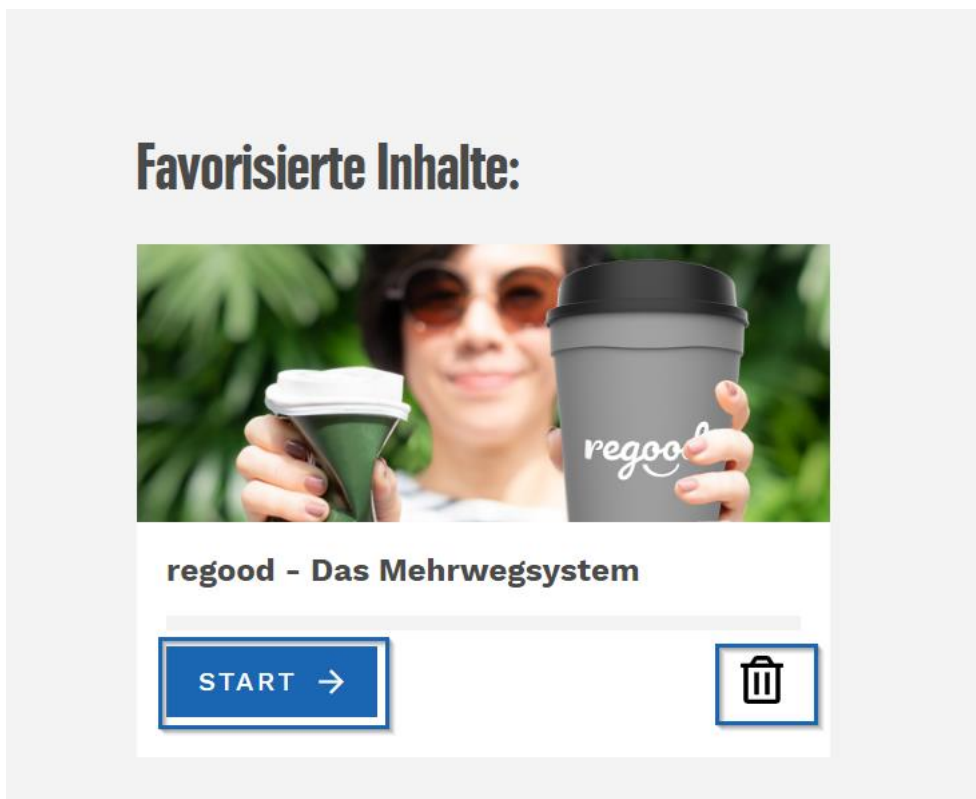 Favorisierte Inhalte:
regood
regood - Das Mehrwegsystem
START →